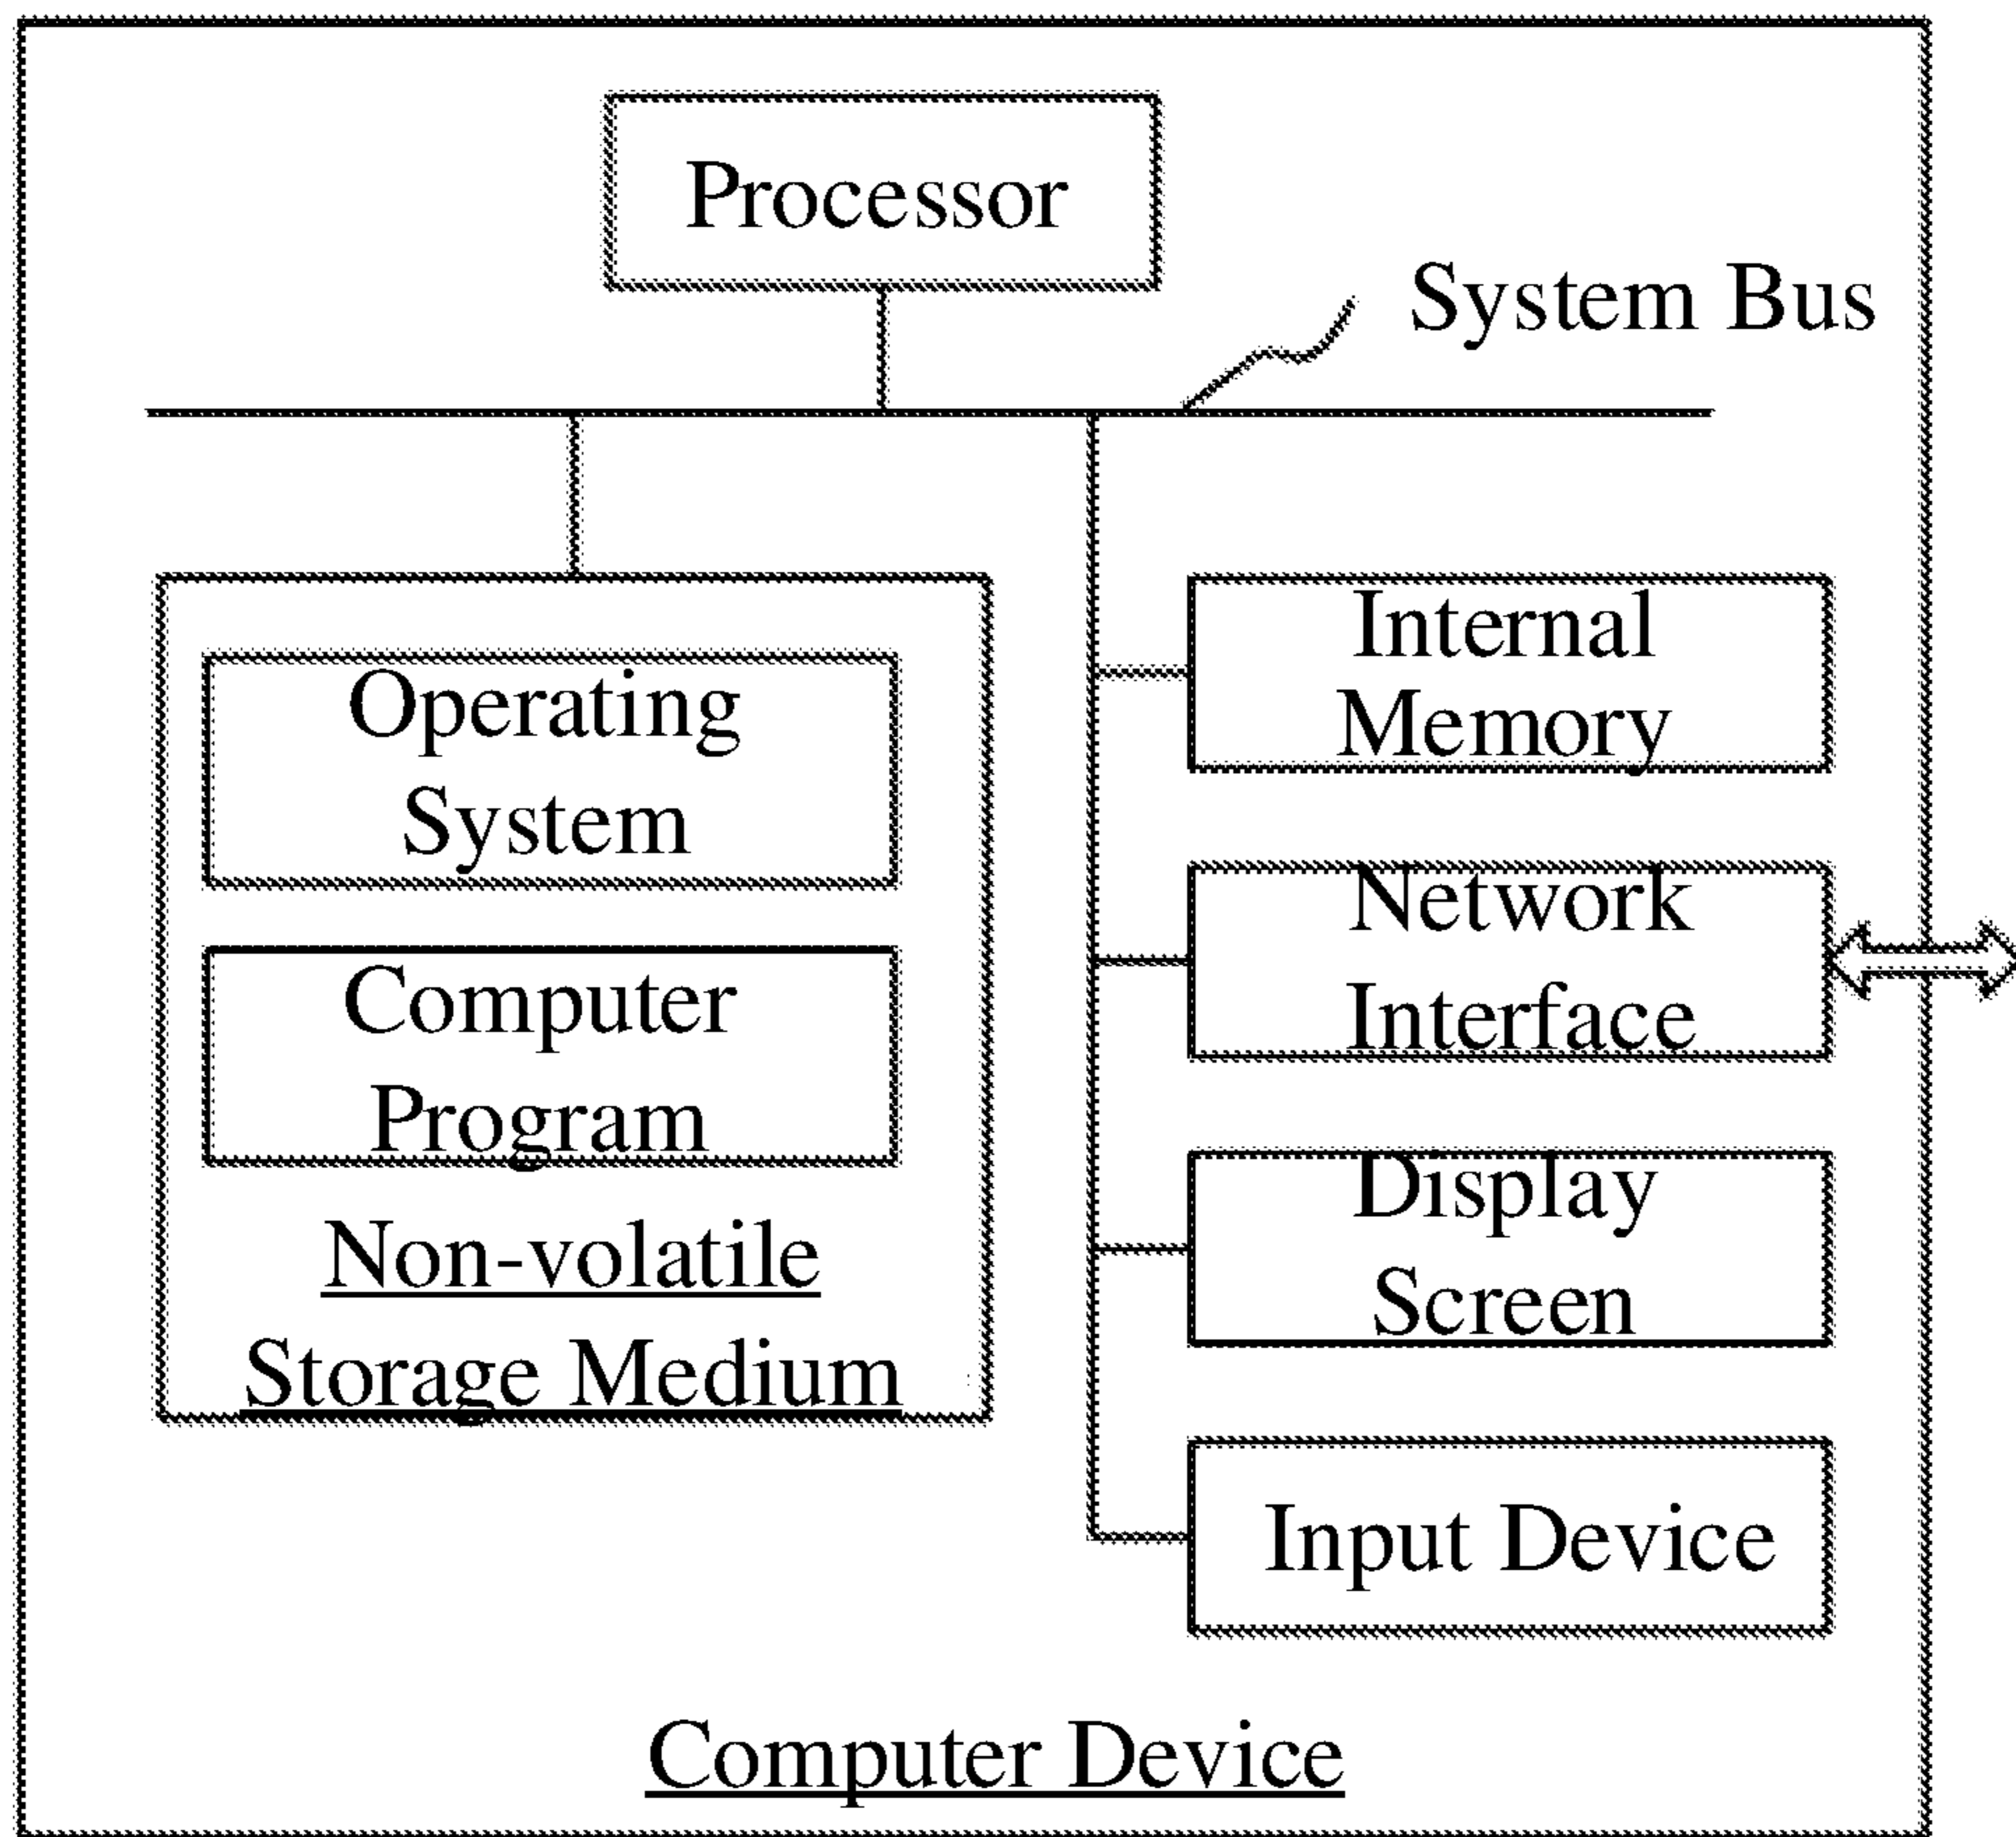 Processor
System Bus
Operating
System
Computer
Program
Non-volatile
Storage Medium
Internal
Memory
Network
Interface
Display
Screen
Input Device
Computer Device